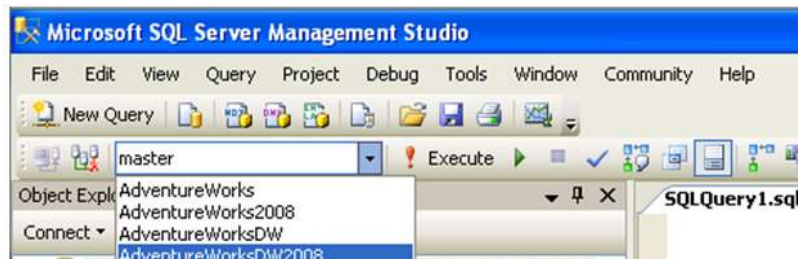 Microsoft SQL Server Management Studio
File Edit View Query Project Debug Tools Window Community Help
New Query
master Execute
Object Explo
AdventureWorks
SQLQuery1.sql
AdventureWorks2008
Connect
AdventureWorksDW
AdventureWorksDW2008